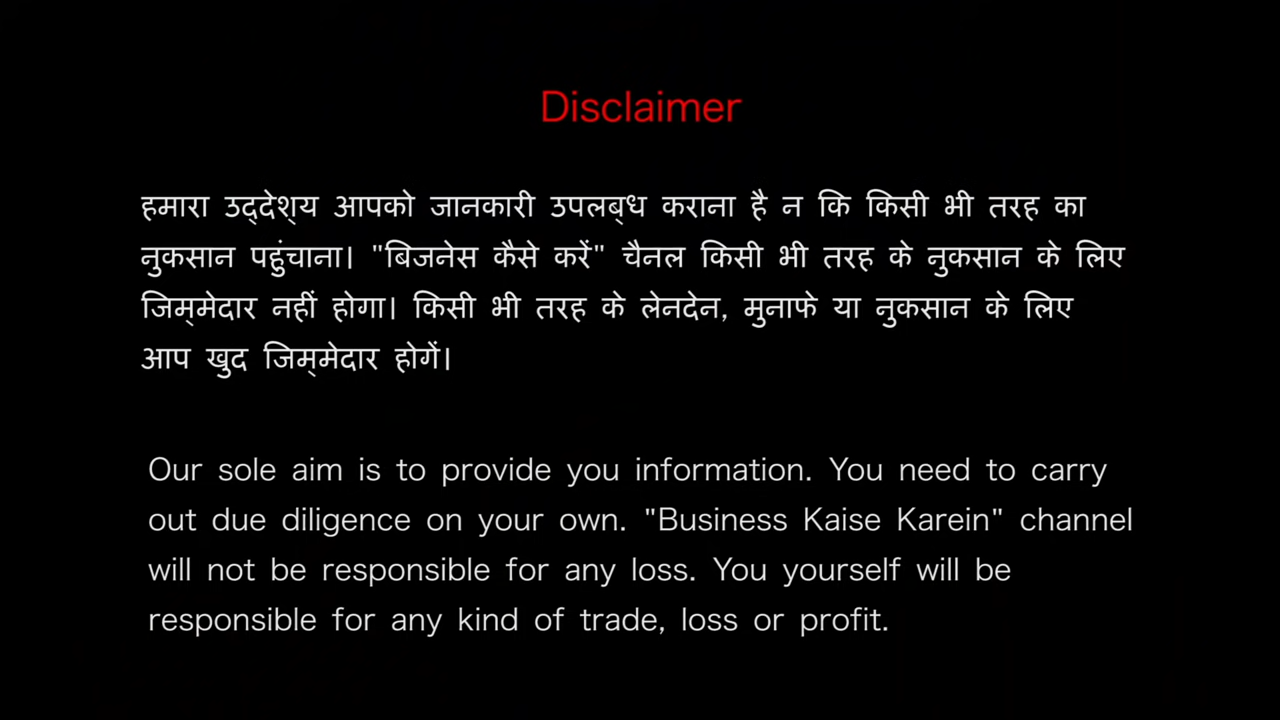 Disclaimer
हमारा उद्देश्य आपको जानकारी उपलब्ध कराना है न कि किसी भी तरह का
नुकसान पहुंचाना। "बिजनेस कैसे करें" चैनल किसी भी तरह के नुकसान के लिए
जिम्मेदार नहीं होगा। किसी भी तरह के लेनदेन, मुनाफे या नुकसान के लिए
आप खुद जिम्मेदार होगें।
Our sole aim is to provide you information. You need to carry
out due diligence on your own. "Business Kaise Karein" channel
will not be responsible for any loss. You yourself will be
responsible for any kind of trade, loss or profit.